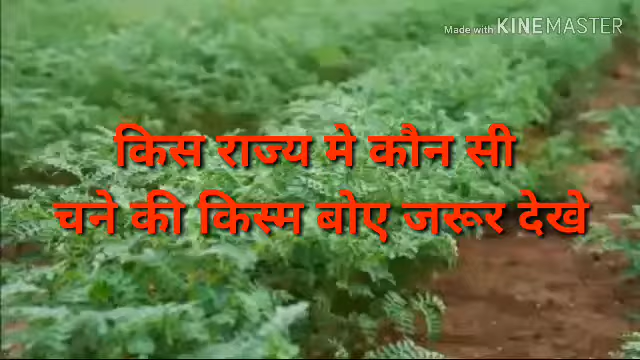 Made with KINEMASTER
किस राज्य मे कौन सी
चने की किस्म बोए जरूर देखे